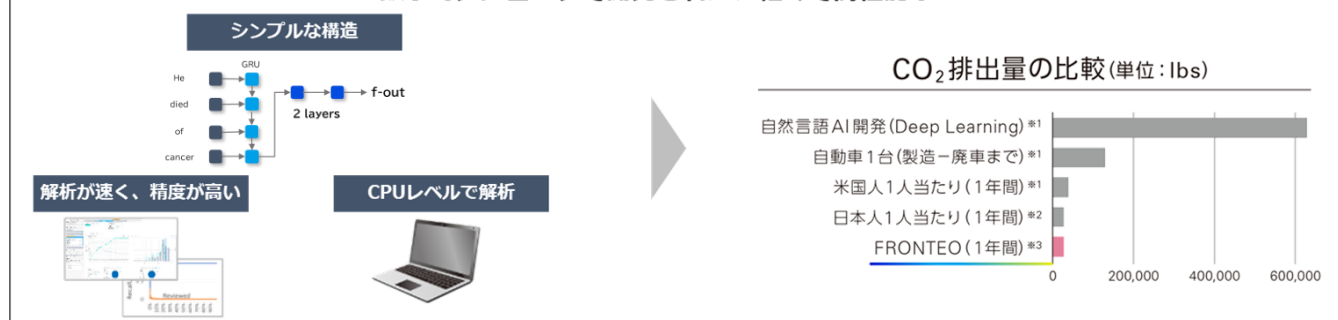 シンプルな構造
GRU
He
died
of
cancer
f-out
2 layers
解析が速く、精度が高い
CPUレベルで解析
Reviewed
CO₂排出量の比較(単位:lbs)
自然言語AI開発(Deep Learning)※1
自動車1台(製造−廃車まで)※1
米国人1人当たり(1年間)※1
日本人1人当たり(1年間)※2
FRONTEO(1年間)※3
0 200,000 400,000 600,000